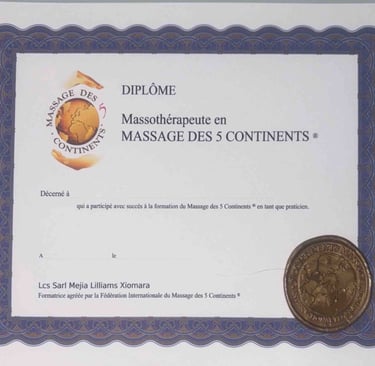 MASSAGE DES 5
CONTINENTS
DIPLÔME
Massothérapeute en
MASSAGE DES 5 CONTINENTS ®
Décerné à
qui a participé avec succès à la formation du Massage des 5 Continents ® en tant que praticien.
A le
Lcs Sarl Mejia Lilliams Xiomara
Formatrice agréée par la Fédération Internationale du Massage des 5 Continents ®